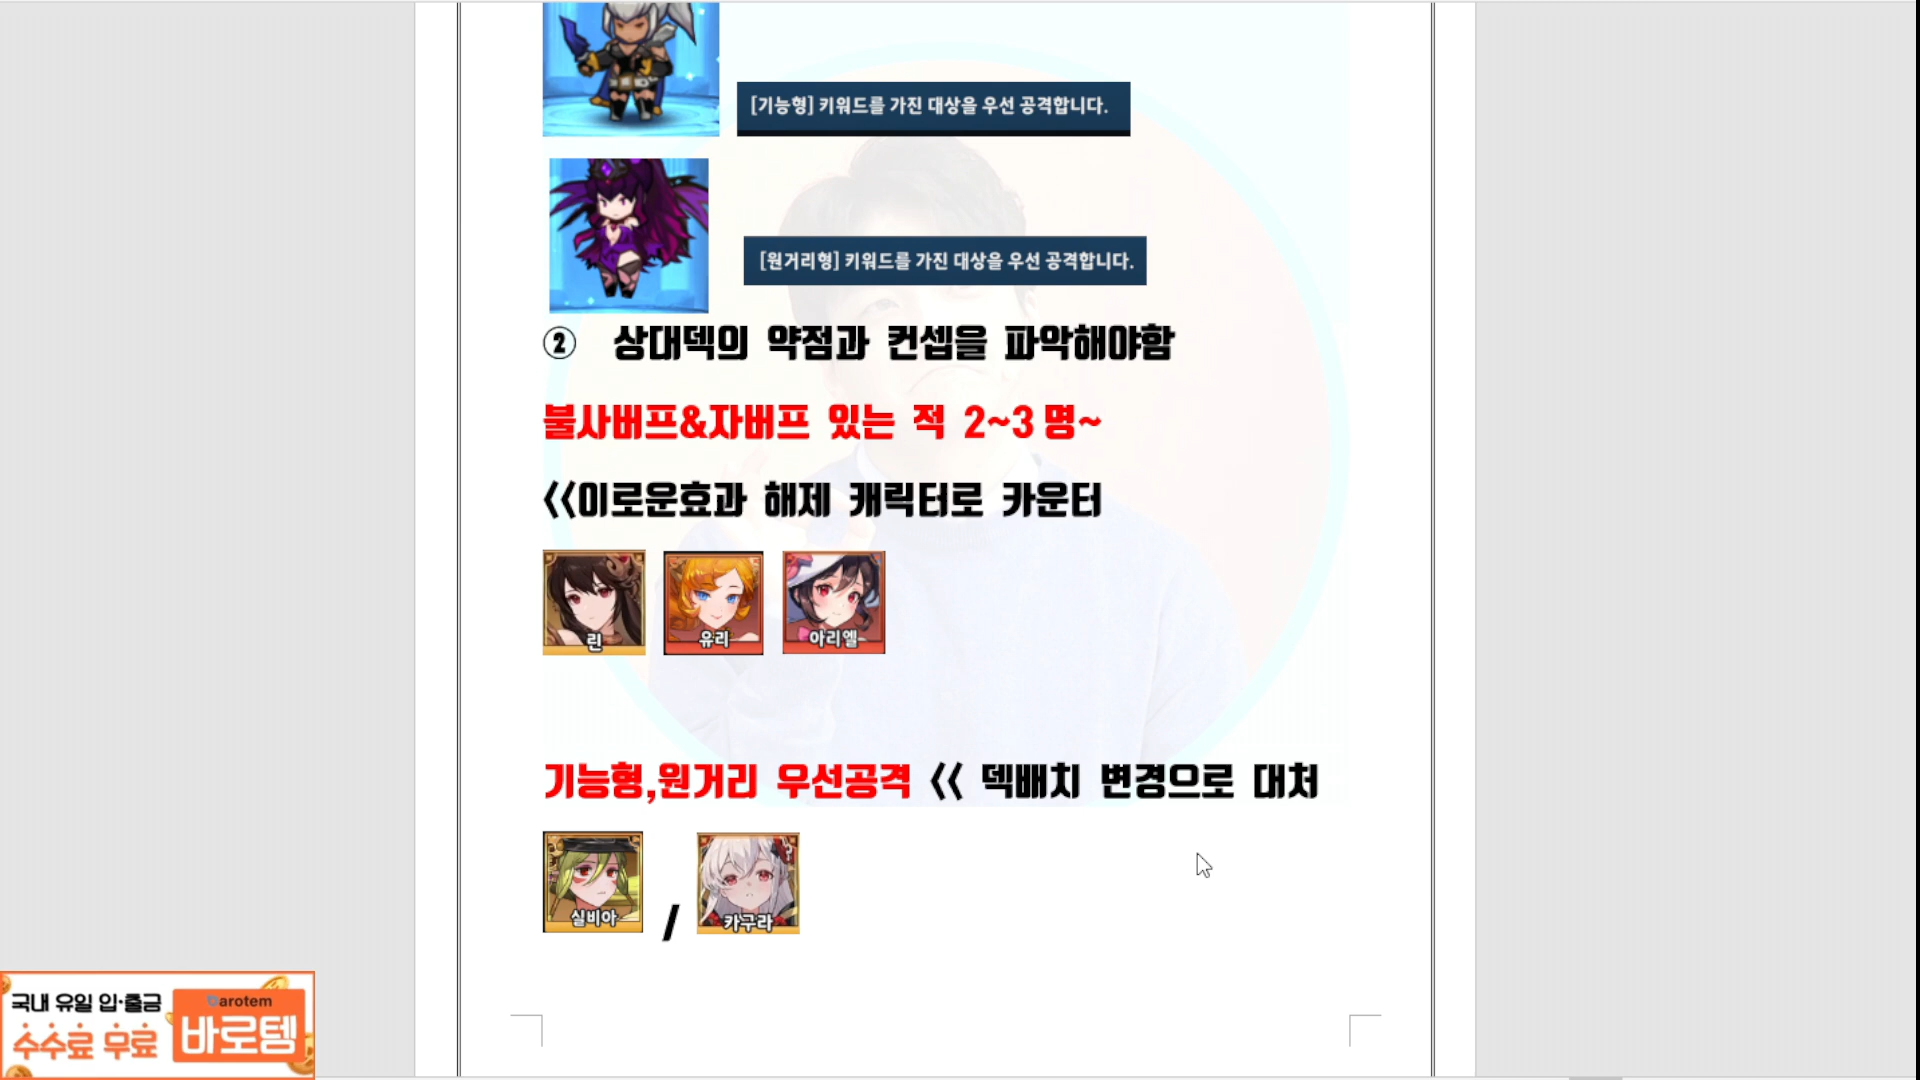 [기능형] 키워드를 가진 대상을 우선 공격합니다.
[원거리형] 키워드를 가진 대상을 우선 공격합니다.
② 상대덱의 약점과 컨셉을 파악해야함
불사버프&자버프 있는 적 2~3명~
<<이로운효과 해제 캐릭터로 카운터
린 유리 아리엘
기능형,원거리 우선공격 << 덱배치 변경으로 대처
실비아 / 카구라
국내 유일 입·출금
수수료 무료
barotem
바로템